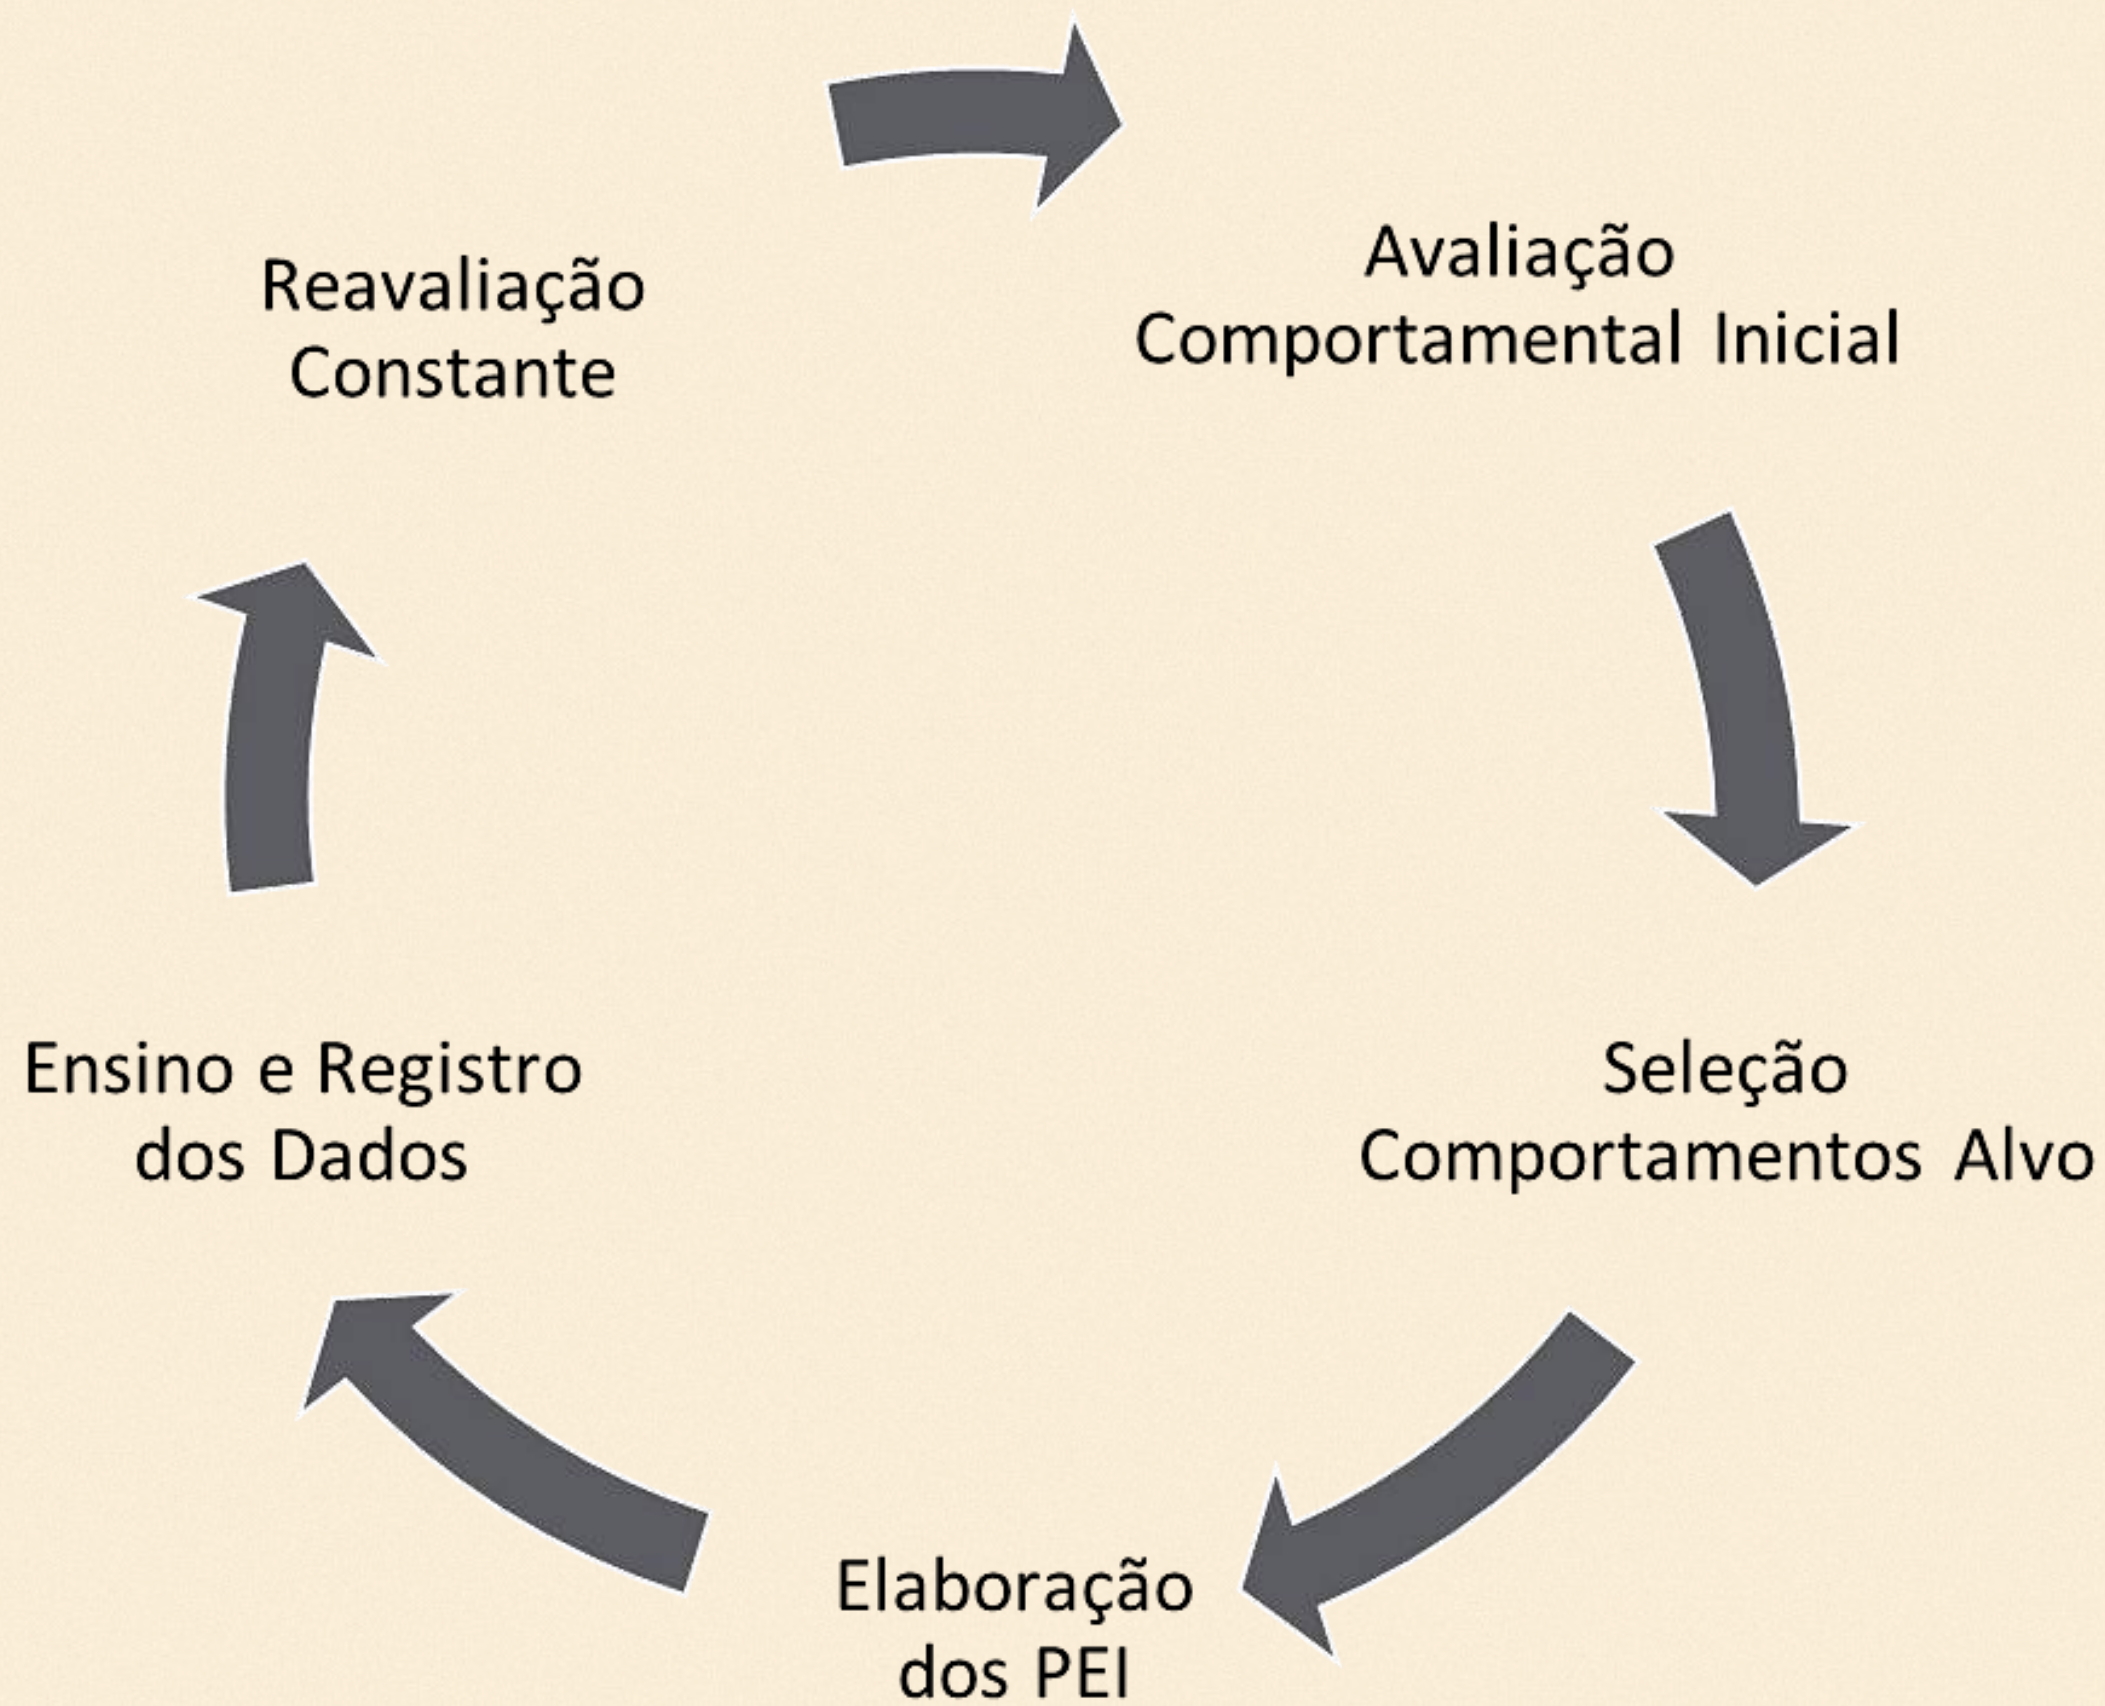 Avaliação
Comportamental Inicial
Seleção
Comportamentos Alvo
Elaboração
dos PEI
Ensino e Registro
dos Dados
Reavaliação
Constante